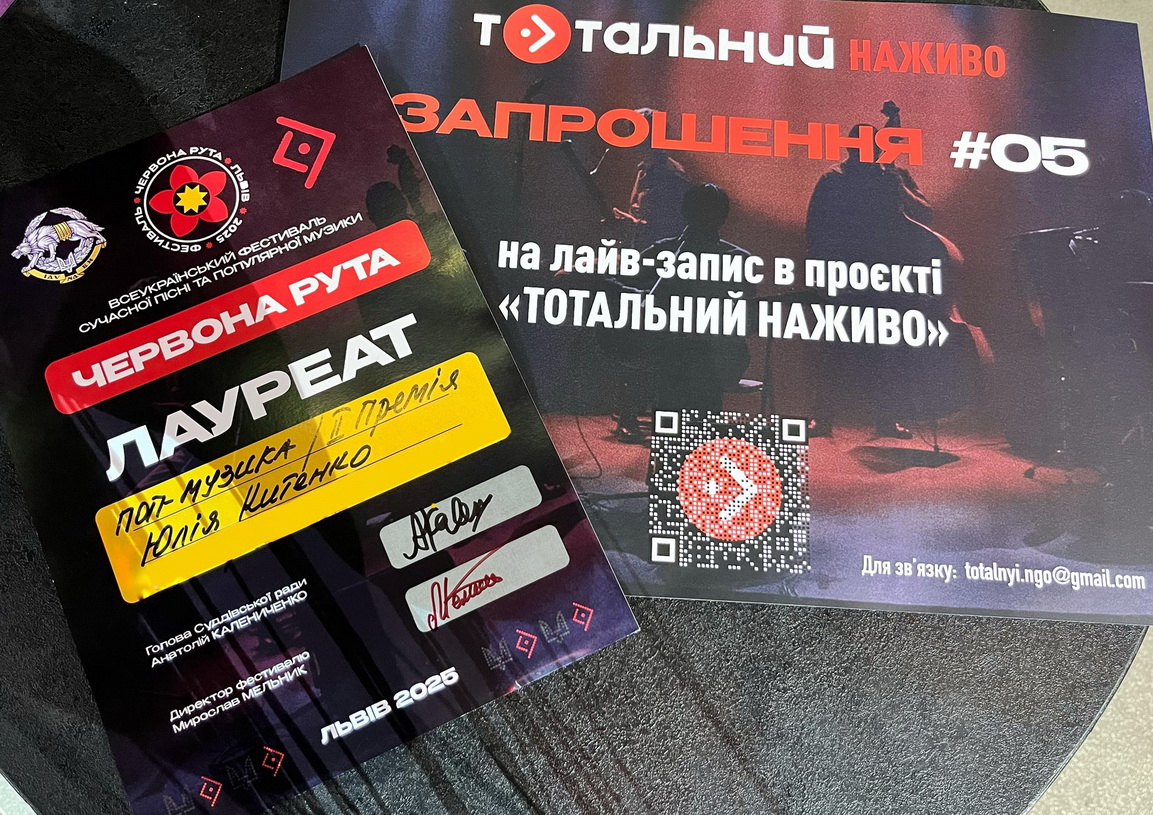 ФЕСТИВАЛЬ • ЧЕРВОНА РУТА • ЛЬВІВ • 2025 •
ВСЕУКРАЇНСЬКИЙ ФЕСТИВАЛЬ
СУЧАСНОЇ ПІСНІ ТА ПОПУЛЯРНОЇ МУЗИКИ
ЧЕРВОНА РУТА
ЛАУРЕАТ
ПОП-МУЗИКА / II Премія
Юлія Китенко
Голова Суддівської ради
Анатолій КАЛЕНИЧЕНКО
Директор фестивалю
Мирослав МЕЛЬНИК
ЛЬВІВ 2025
ТОТАЛЬНИЙ НАЖИВО
ЗАПРОШЕННЯ #05
на лайв-запис в проєкті
«ТОТАЛЬНИЙ НАЖИВО»
Для зв'язку: totalnyi.ngo@gmail.com